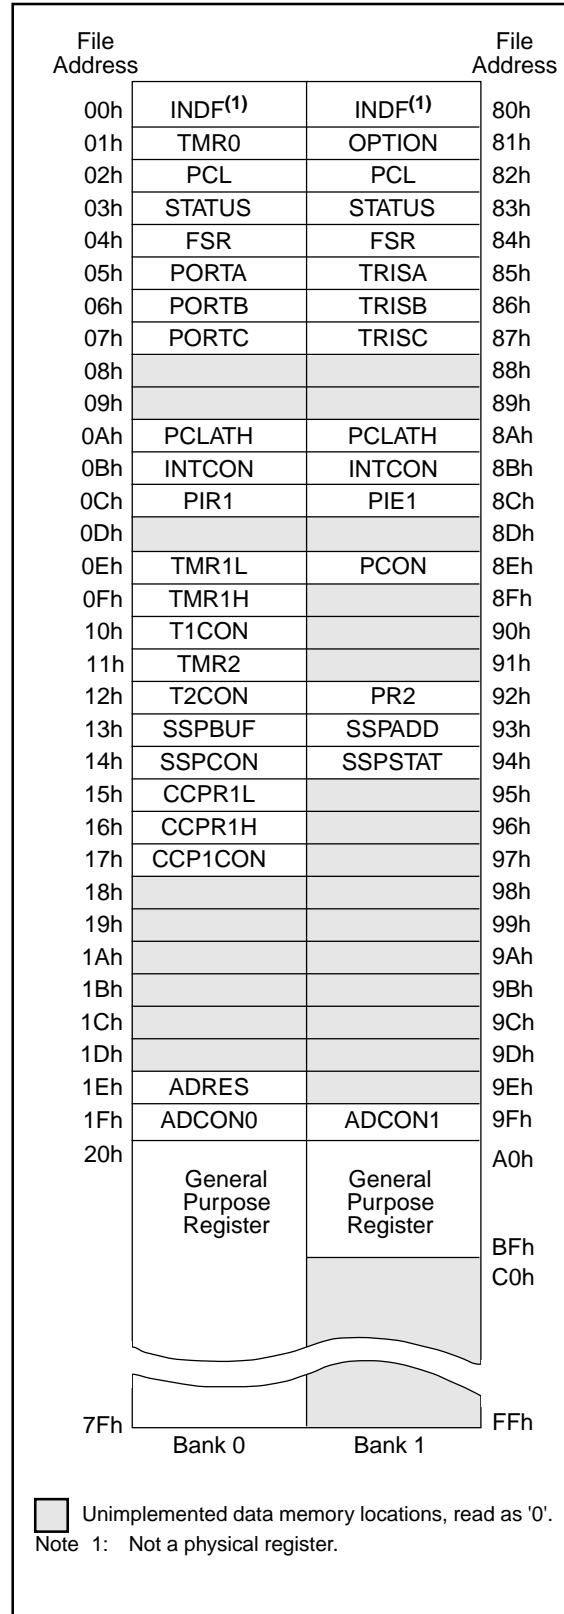 File Address File Address
00h INDF(1) INDF(1) 80h
01h TMR0 OPTION 81h
02h PCL PCL 82h
03h STATUS STATUS 83h
04h FSR FSR 84h
05h PORTA TRISA 85h
06h PORTB TRISB 86h
07h PORTC TRISC 87h
08h 88h
09h 89h
0Ah PCLATH PCLATH 8Ah
0Bh INTCON INTCON 8Bh
0Ch PIR1 PIE1 8Ch
0Dh 8Dh
0Eh TMR1L PCON 8Eh
0Fh TMR1H 8Fh
10h T1CON 90h
11h TMR2 91h
12h T2CON PR2 92h
13h SSPBUF SSPADD 93h
14h SSPCON SSPSTAT 94h
15h CCPR1L 95h
16h CCPR1H 96h
17h CCP1CON 97h
18h 98h
19h 99h
1Ah 9Ah
1Bh 9Bh
1Ch 9Ch
1Dh 9Dh
1Eh ADRES 9Eh
1Fh ADCON0 ADCON1 9Fh
20h A0h
General General
Purpose Purpose
Register Register
BFh
C0h
7Fh FFh
Bank 0 Bank 1
Unimplemented data memory locations, read as '0'.
Note 1: Not a physical register.